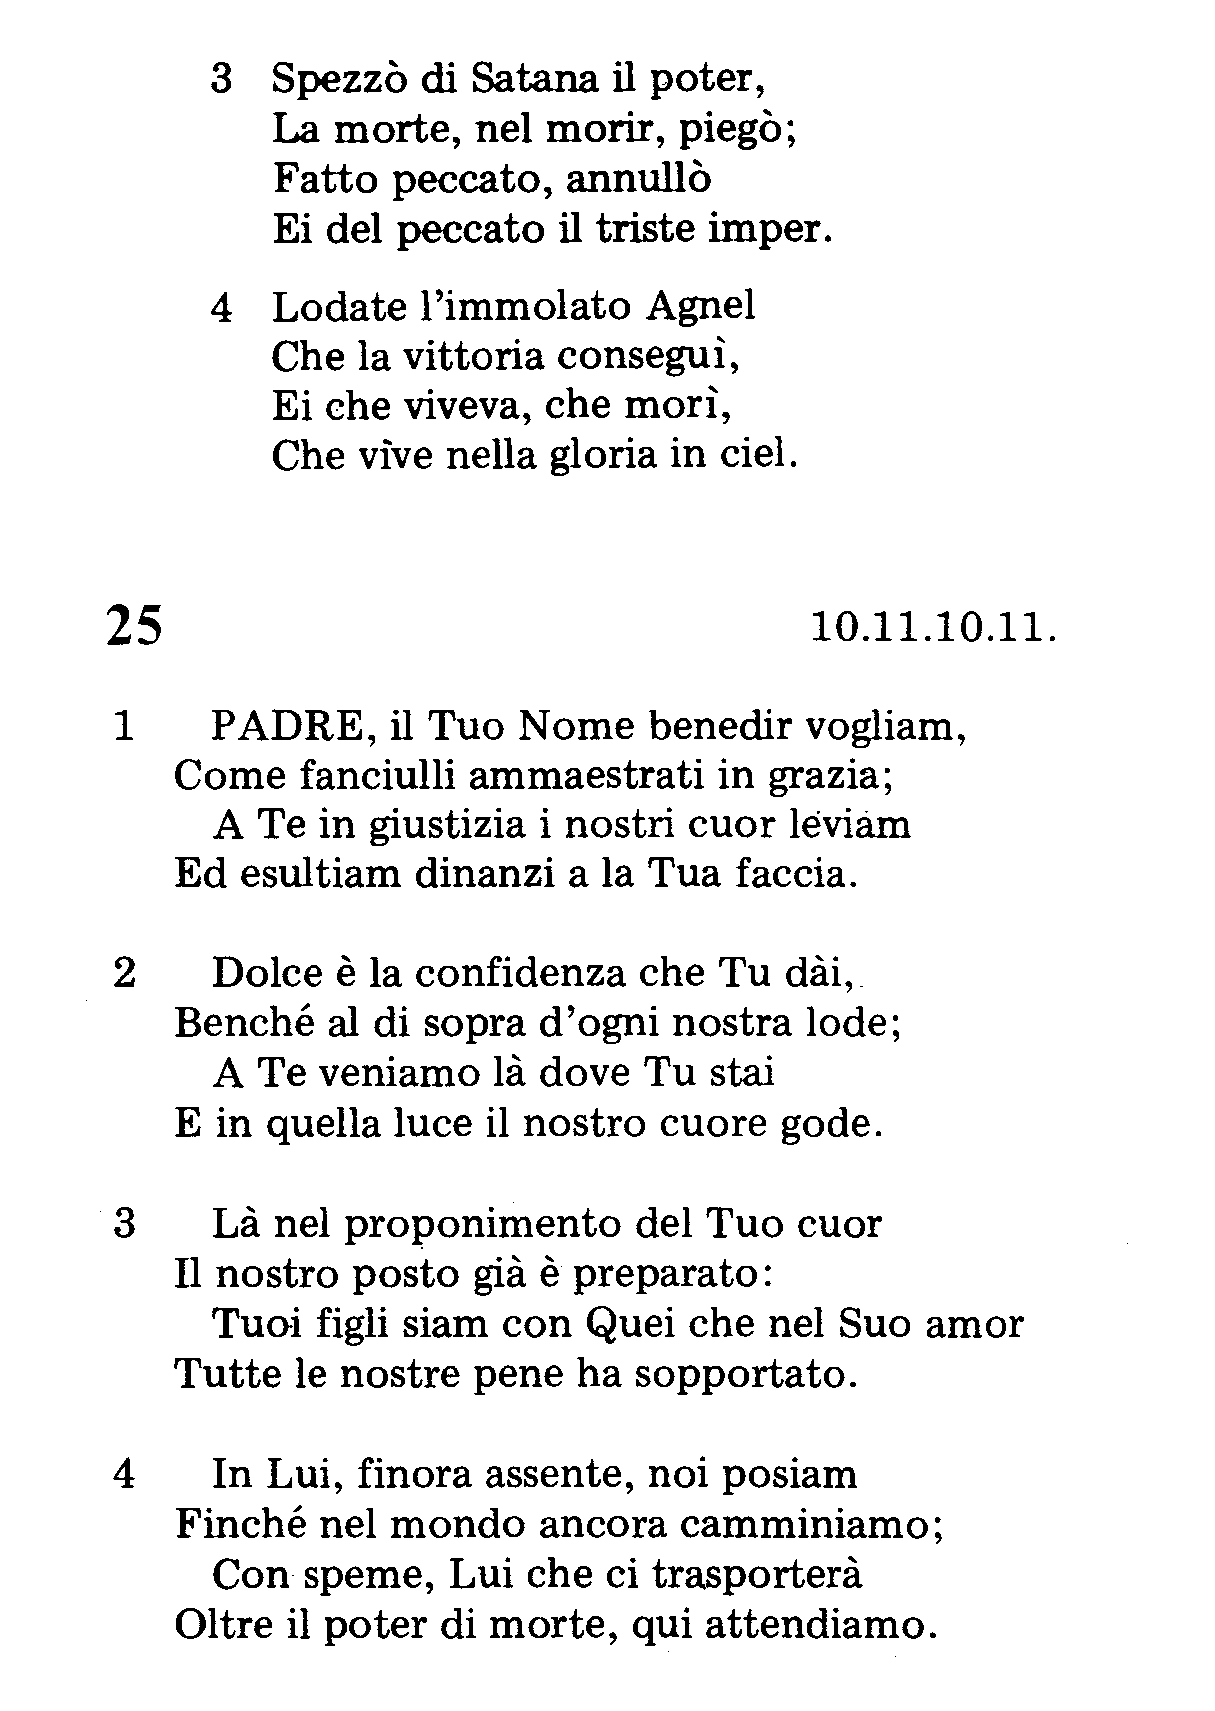 3 Spezzò di Satana il poter,
La morte, nel morir, piegò;
Fatto peccato, annullò
Ei del peccato il triste imper.
4 Lodate l'immolato Agnel
Che la vittoria conseguì,
Ei che viveva, che morì,
Che vive nella gloria in ciel.
25 10.11.10.11.
1 PADRE, il Tuo Nome benedir vogliam,
Come fanciulli ammaestrati in grazia;
A Te in giustizia i nostri cuor leviam
Ed esultiam dinanzi a la Tua faccia.
2 Dolce è la confidenza che Tu dài,
Benché al di sopra d'ogni nostra lode;
A Te veniamo là dove Tu stai
E in quella luce il nostro cuore gode.
3 Là nel proponimento del Tuo cuor
Il nostro posto già è preparato:
Tuoi figli siam con Quei che nel Suo amor
Tutte le nostre pene ha sopportato.
4 In Lui, finora assente, noi posiam
Finché nel mondo ancora camminiamo;
Con speme, Lui che ci trasporterà
Oltre il poter di morte, qui attendiamo.